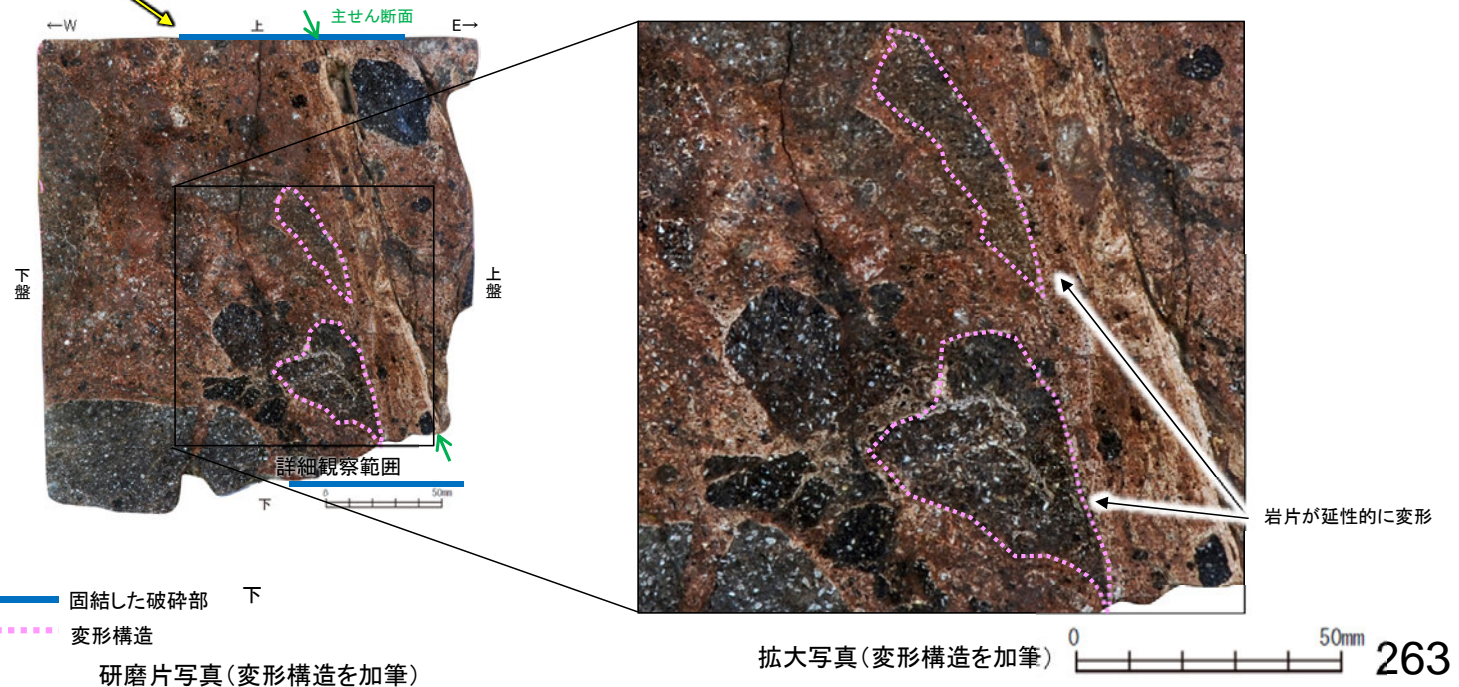 ←W
上
主せん断面
E→
下盤
上盤
詳細観察範囲
0
50mm
下
固結した破砕部
下
変形構造
研磨片写真(変形構造を加筆)
岩片が延性的に変形
拡大写真(変形構造を加筆)
0
50mm
263